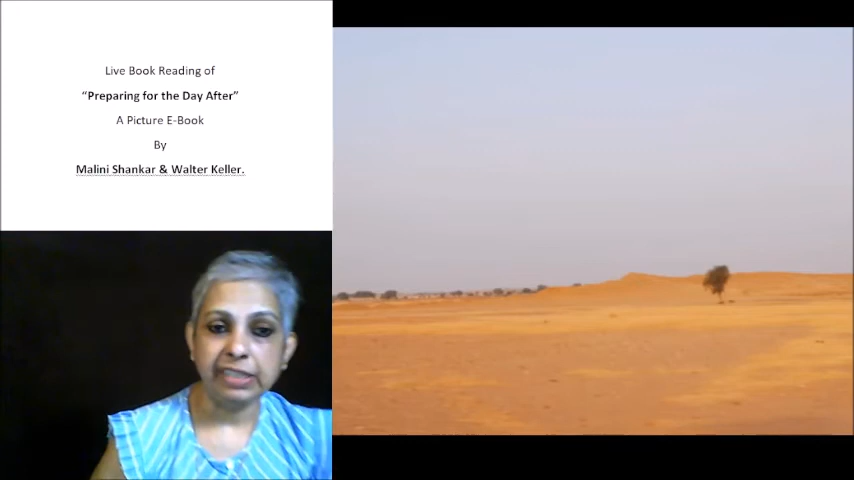 Live Book Reading of
“Preparing for the Day After”
A Picture E-Book
By
Malini Shankar & Walter Keller.